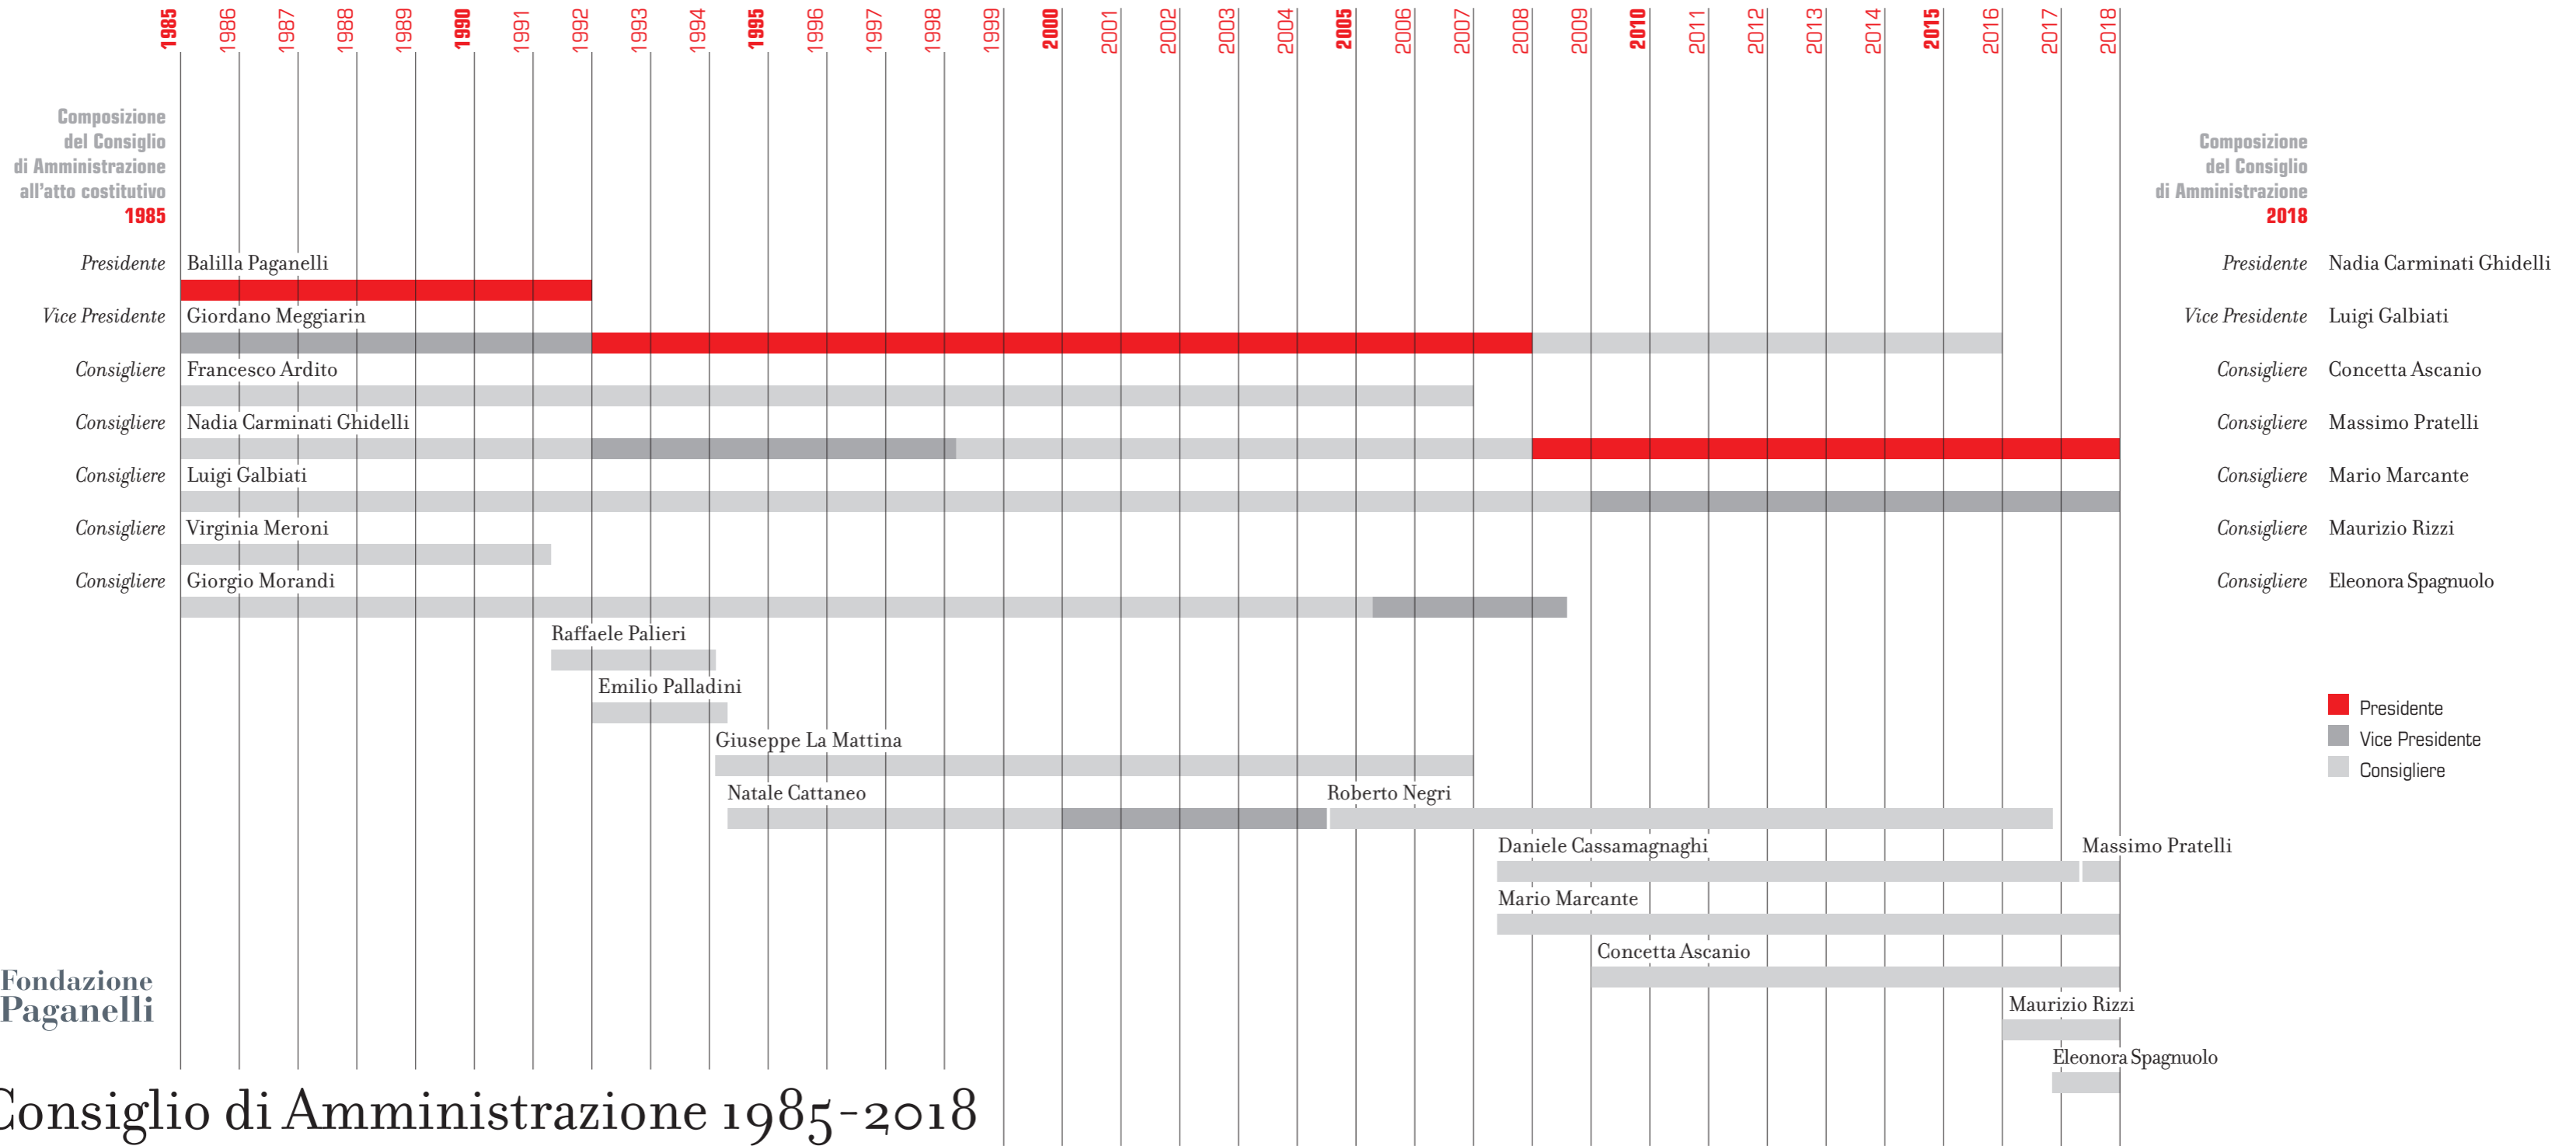 1985
1986
1987
1988
1989
1990
1991
1992
1993
1994
1995
1996
1997
1998
1999
2000
2001
2002
2003
2004
2005
2006
2007
2008
2009
2010
2011
2012
2013
2014
2015
2016
2017
2018
Composizione
del Consiglio
di Amministrazione
all'atto costitutivo
1985
Presidente Balilla Paganelli
Vice Presidente Giordano Meggiarin
Consigliere Francesco Ardito
Consigliere Nadia Carminati Ghidelli
Consigliere Luigi Galbiati
Consigliere Virginia Meroni
Consigliere Giorgio Morandi
Raffaele Palieri
Emilio Palladini
Giuseppe La Mattina
Natale Cattaneo
Roberto Negri
Daniele Cassamagnaghi
Massimo Pratelli
Mario Marcante
Concetta Ascanio
Maurizio Rizzi
Eleonora Spagnuolo
Composizione
del Consiglio
di Amministrazione
2018
Presidente Nadia Carminati Ghidelli
Vice Presidente Luigi Galbiati
Consigliere Concetta Ascanio
Consigliere Massimo Pratelli
Consigliere Mario Marcante
Consigliere Maurizio Rizzi
Consigliere Eleonora Spagnuolo
Presidente
Vice Presidente
Consigliere
Fondazione
Paganelli
Consiglio di Amministrazione 1985-2018